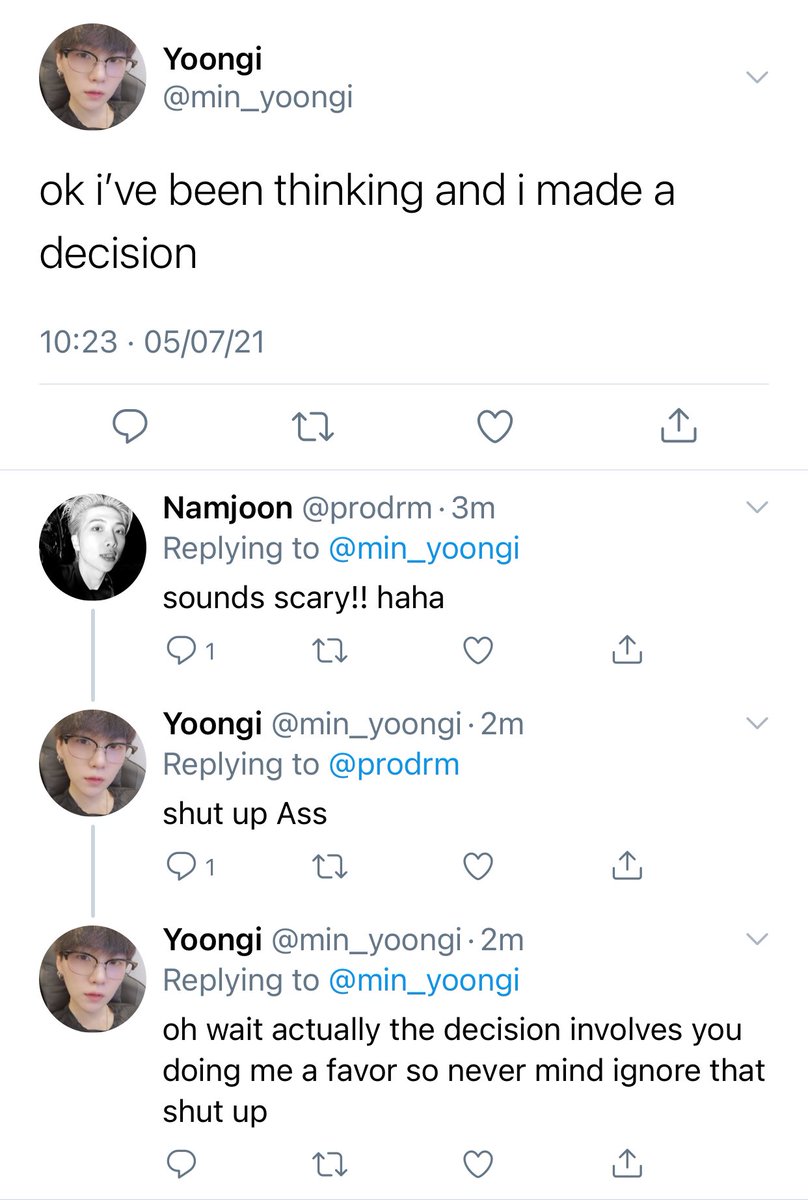 Yoongi
@min_yoongi
ok i’ve been thinking and i made a
decision
10:23 · 05/07/21
Namjoon @prodrm · 3m
Replying to @min_yoongi
sounds scary!! haha
1
Yoongi @min_yoongi · 2m
Replying to @prodrm
shut up Ass
1
Yoongi @min_yoongi · 2m
Replying to @min_yoongi
oh wait actually the decision involves you
doing me a favor so never mind ignore that
shut up